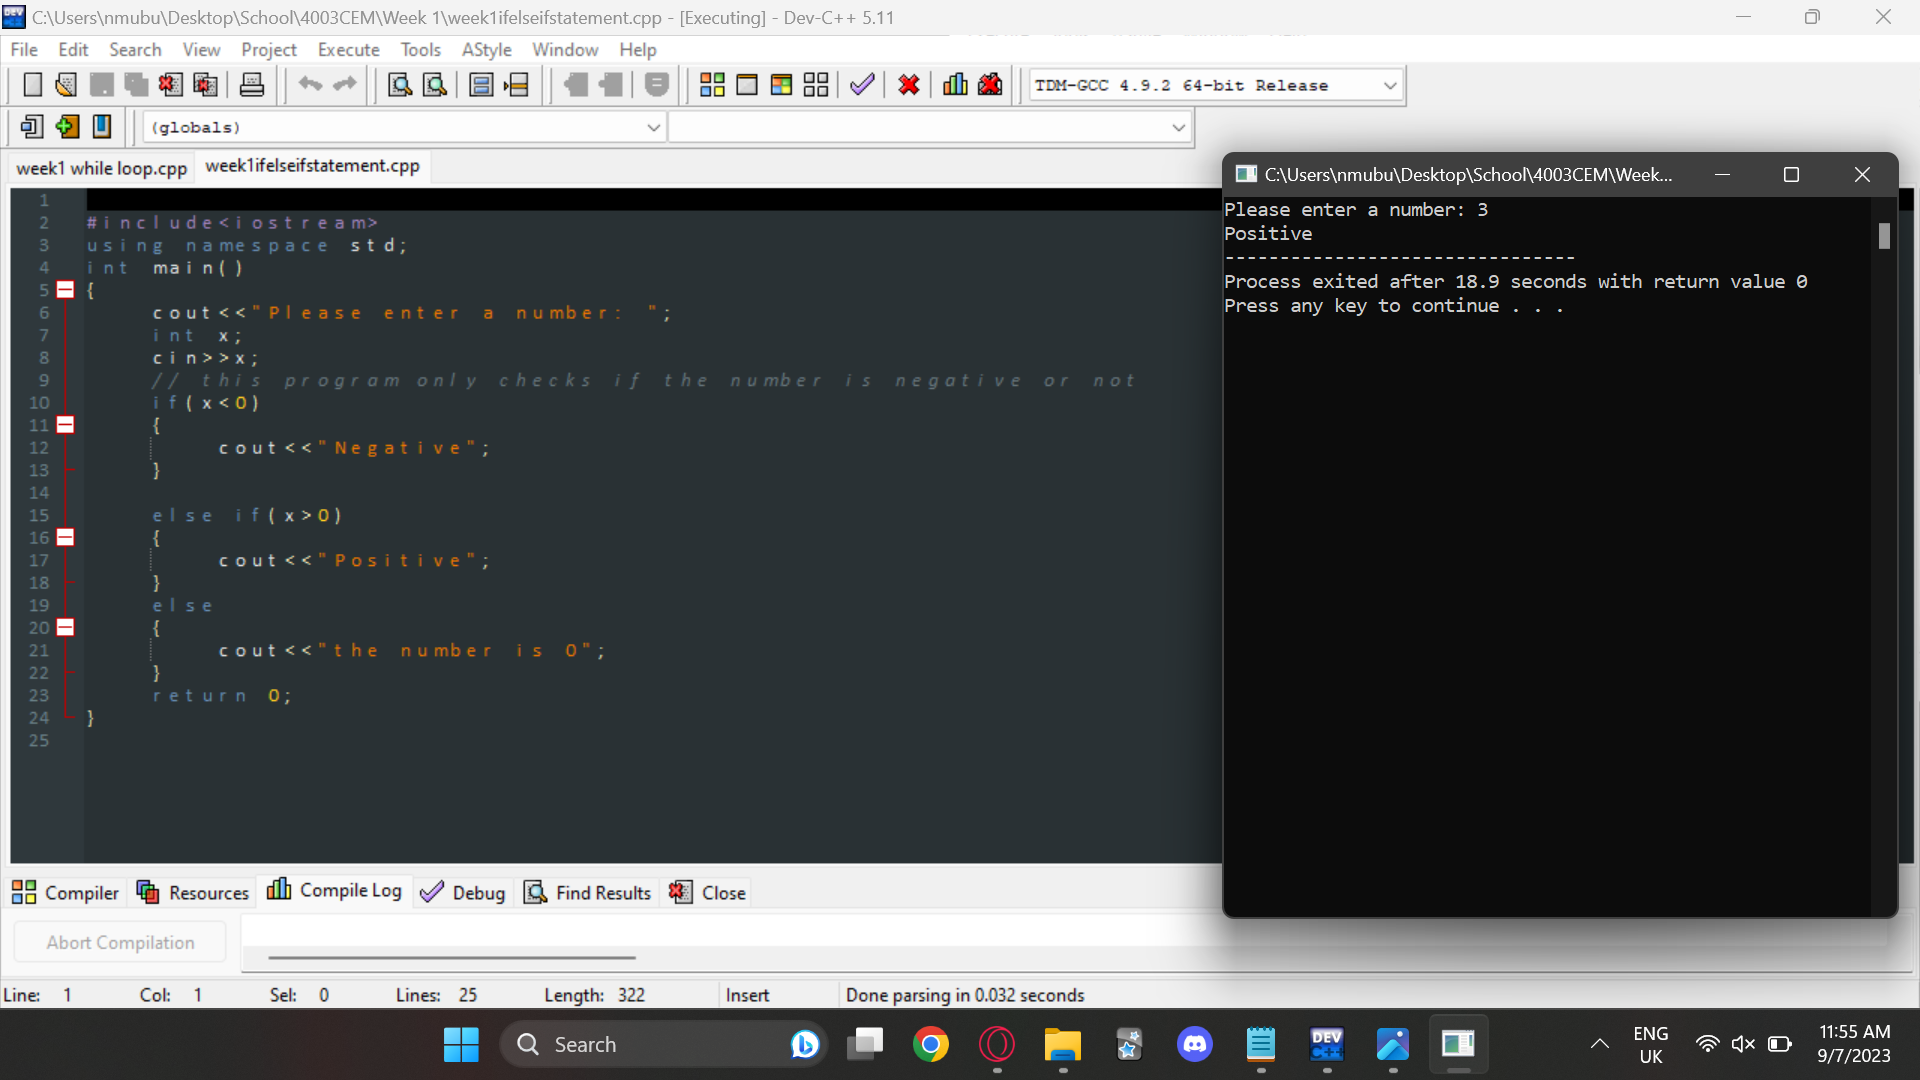 C:\Users\nmubu\Desktop\School\4003CEM\Week 1\week1ifelseifstatement.cpp - [Executing] - Dev-C++ 5.11
File Edit Search View Project Execute Tools AStyle Window Help
TDM-GCC 4.9.2 64-bit Release
(globals)
week1 while loop.cpp week1ifelseifstatement.cpp
1
2 #include<iostream>
3 using namespace std;
4 int main()
5 {
6 cout<<"Please enter a number: ";
7 int x;
8 cin>>x;
9 // this program only checks if the number is negative or not
10 if(x<0)
11 {
12 cout<<"Negative";
13 }
14
15 else if(x>0)
16 {
17 cout<<"Positive";
18 }
19 else
20 {
21 cout<<"the number is 0";
22 }
23 return 0;
24 }
25
C:\Users\nmubu\Desktop\School\4003CEM\Week...
Please enter a number: 3
Positive
--------------------------------
Process exited after 18.9 seconds with return value 0
Press any key to continue . . .
Compiler Resources Compile Log Debug Find Results Close
Abort Compilation
Line: 1 Col: 1 Sel: 0 Lines: 25 Length: 322 Insert Done parsing in 0.032 seconds
Search
DEV
C++
ENG
UK
11:55 AM
9/7/2023